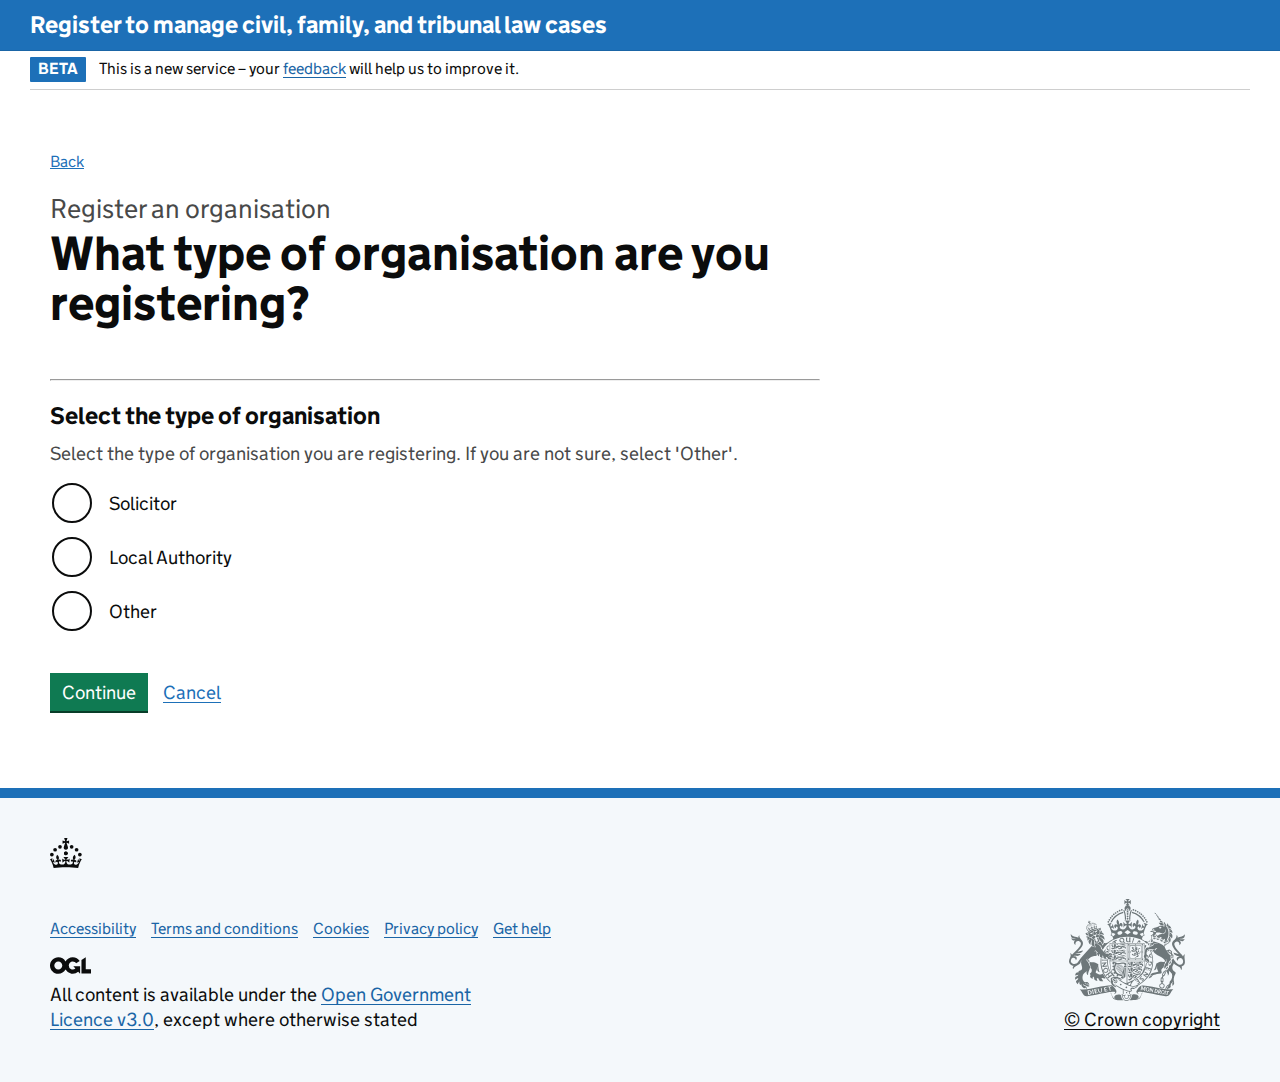 Register to manage civil, family, and tribunal law cases
BETA This is a new service – your feedback will help us to improve it.
Back
Register an organisation
What type of organisation are you
registering?
Select the type of organisation
Select the type of organisation you are registering. If you are not sure, select 'Other'.
Solicitor
Local Authority
Other
Continue Cancel
Accessibility Terms and conditions Cookies Privacy policy Get help
OGL
All content is available under the Open Government
Licence v3.0, except where otherwise stated
© Crown copyright